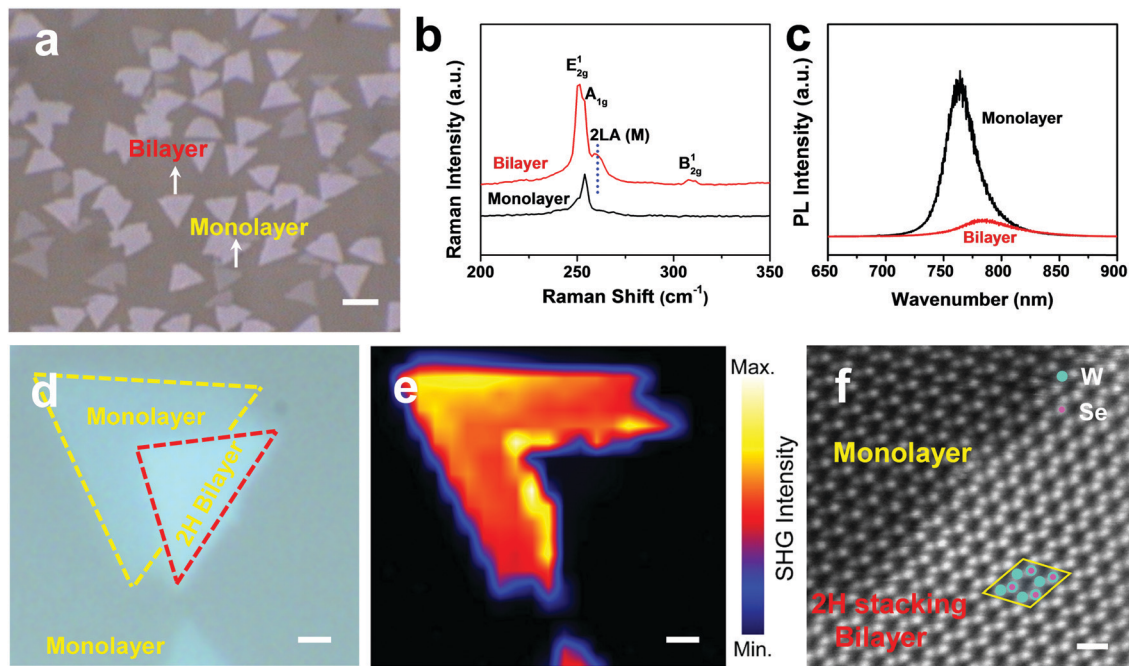 a
Bilayer
Monolayer
b
Raman Intensity (a.u.)
E¹₂g
A₁g
2LA (M)
B¹₂g
Bilayer
Monolayer
200 250 300 350
Raman Shift (cm⁻¹)
c
PL Intensity (a.u.)
Monolayer
Bilayer
650 700 750 800 850 900
Wavenumber (nm)
d
Monolayer
2H Bilayer
Monolayer
e
Max.
SHG Intensity
Min.
f
W
Se
Monolayer
2H stacking
Bilayer